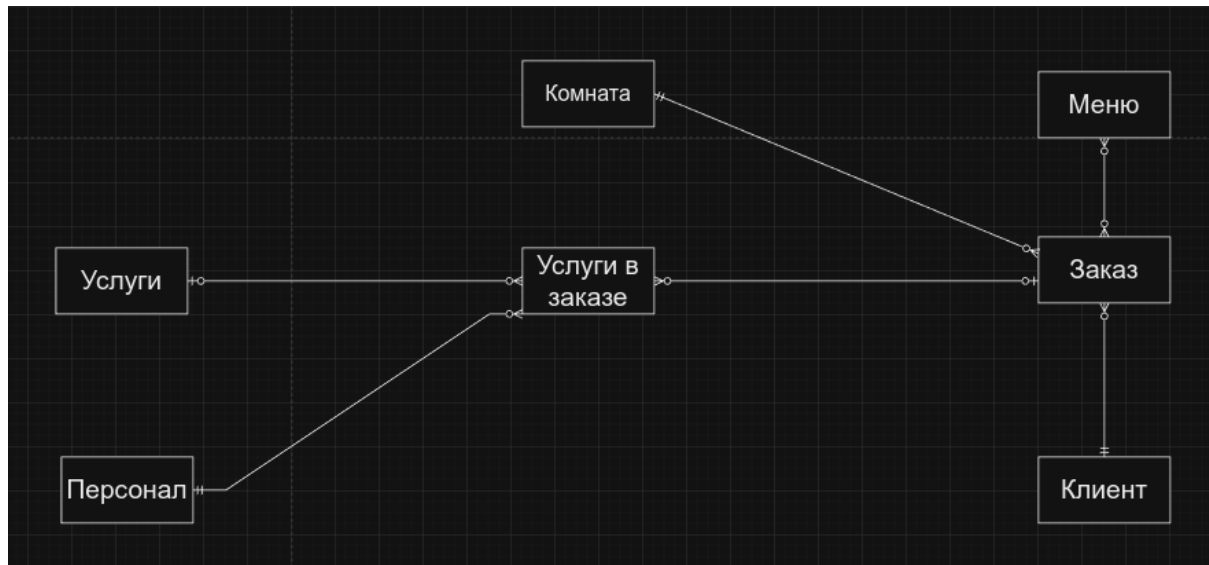 Комната
Меню
Услуги
Услуги в
заказе
Заказ
Персонал
Клиент